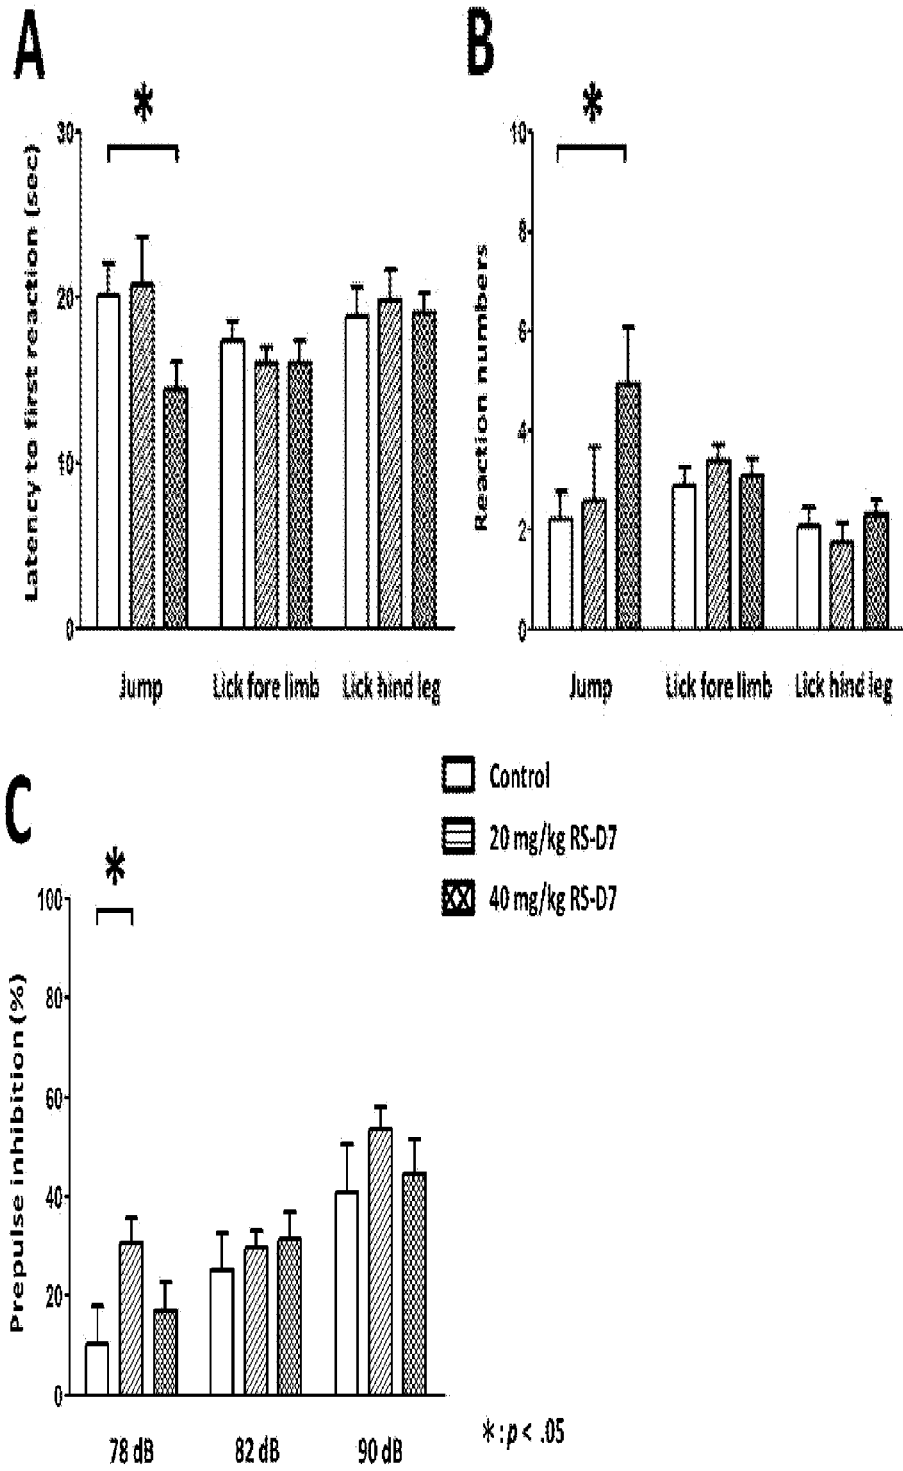 A
B
*
*
30
20
10
0
Latency to first reaction (sec)
Jump
Lick fore limb
Lick hind leg
10
8
6
4
2
0
Reaction numbers
Jump
Lick fore limb
Lick hind leg
Control
20 mg/kg RS-D7
40 mg/kg RS-D7
C
*
100
80
60
40
20
0
Prepulse inhibition (%)
78 dB
82 dB
90 dB
*: p < .05